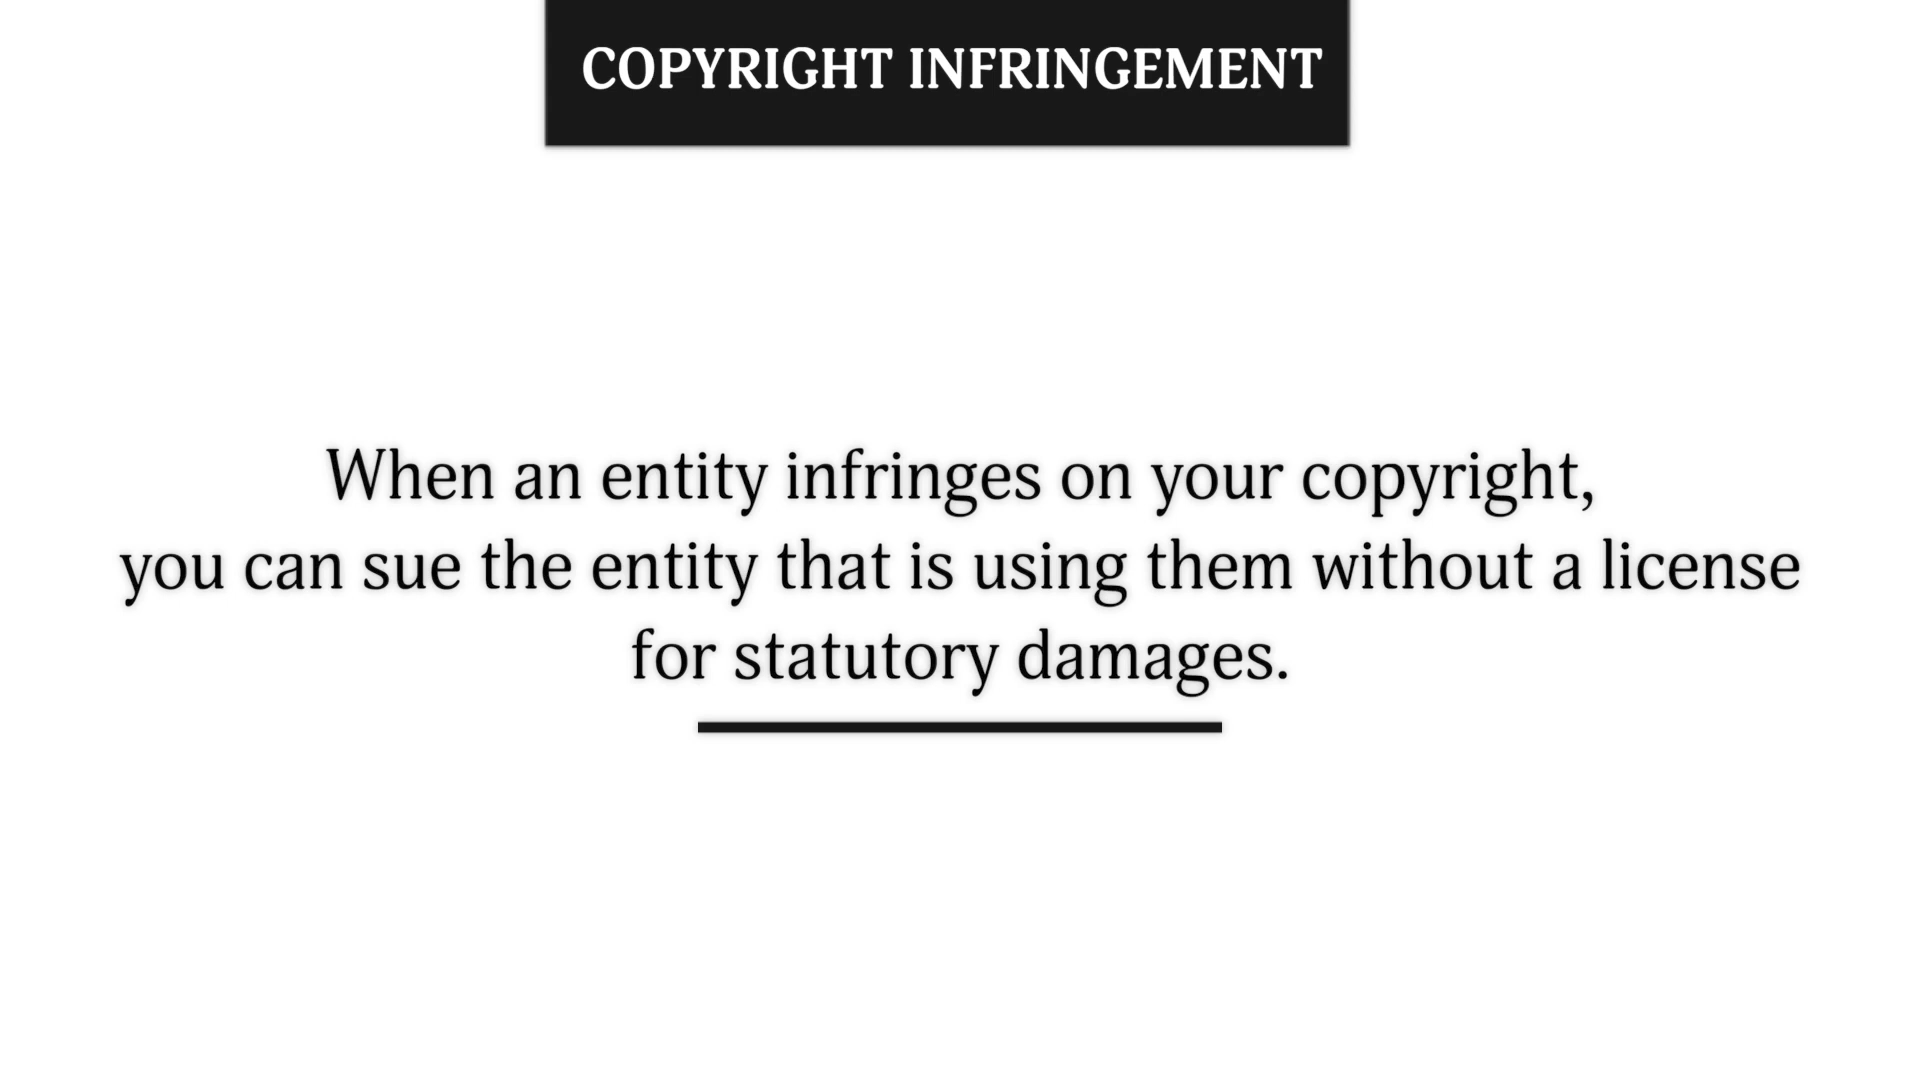 COPYRIGHT INFRINGEMENT
When an entity infringes on your copyright,
you can sue the entity that is using them without a license
for statutory damages.